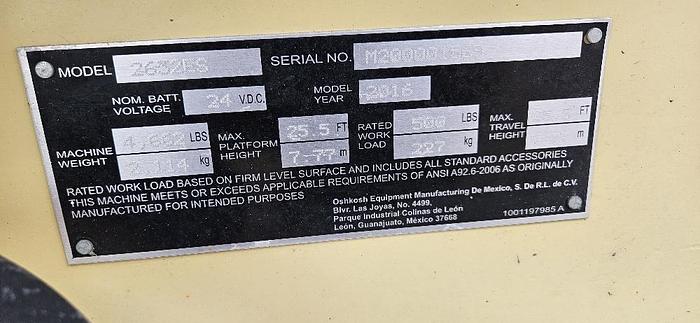 MODEL 2632ES SERIAL NO.
NOM. BATT. VOLTAGE 24 V.D.C. MODEL YEAR 2016
MACHINE WEIGHT LBS kg MAX. PLATFORM HEIGHT 25.5 FT 7.77 m RATED WORK LOAD 500 LBS 227 kg MAX. TRAVEL HEIGHT FT m
RATED WORK LOAD BASED ON FIRM LEVEL SURFACE AND INCLUDES ALL STANDARD ACCESSORIES
THIS MACHINE MEETS OR EXCEEDS APPLICABLE REQUIREMENTS OF ANSI A92.6-2006 AS ORIGINALLY
MANUFACTURED FOR INTENDED PURPOSES
Oshkosh Equipment Manufacturing De Mexico, S. De R.L. de C.V.
Blvr. Las Joyas, No. 4499,
Parque Industrial Colinas de León
León, Guanajuato, México 37668
1001197985 A